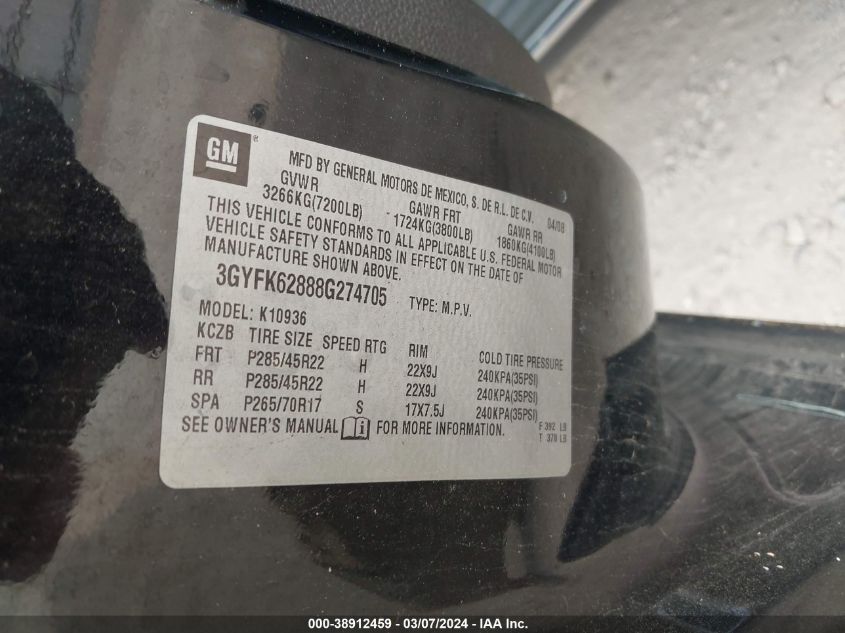 GM ®
MFD BY GENERAL MOTORS DE MEXICO, S. DE R.L. DE C.V. 04/08
GVWR GAWR FRT GAWR RR
3266KG(7200LB) 1724KG(3800LB) 1860KG(4100LB)
THIS VEHICLE CONFORMS TO ALL APPLICABLE U.S. FEDERAL MOTOR
VEHICLE SAFETY STANDARDS IN EFFECT ON THE DATE OF
MANUFACTURE SHOWN ABOVE.
3GYFK62888G274705 TYPE: M.P.V.
MODEL: K10936
KCZB TIRE SIZE SPEED RTG RIM COLD TIRE PRESSURE
FRT P285/45R22 H 22X9J 240KPA(35PSI)
RR P285/45R22 H 22X9J 240KPA(35PSI)
SPA P265/70R17 S 17X7.5J 240KPA(35PSI)
SEE OWNER'S MANUAL i FOR MORE INFORMATION.
F 392 LB
T 378 LB
000-38912459 — 03/07/2024 — IAA Inc.